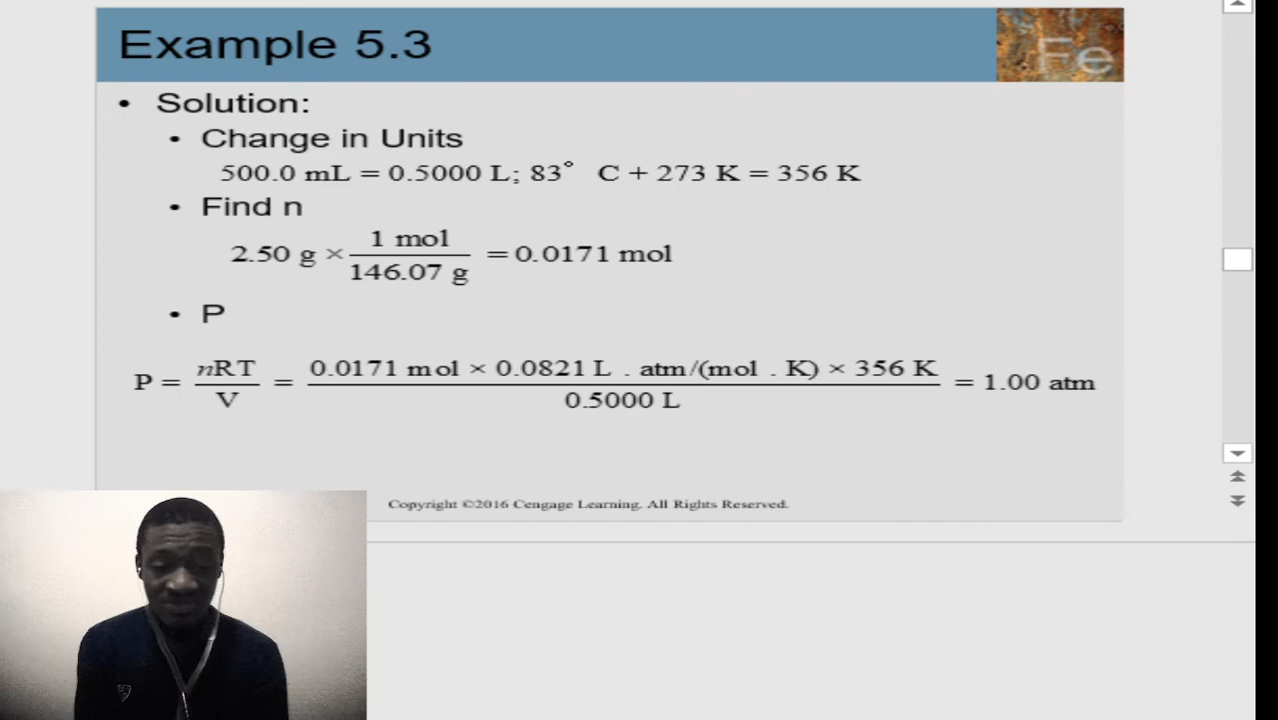 Example 5.3
Fe
• Solution:
• Change in Units
500.0 mL = 0.5000 L; 83° C + 273 K = 356 K
• Find n
2.50 g × 1 mol / 146.07 g = 0.0171 mol
• P
P = nRT / V = 0.0171 mol × 0.0821 L . atm/(mol . K) × 356 K / 0.5000 L = 1.00 atm
Copyright ©2016 Cengage Learning. All Rights Reserved.